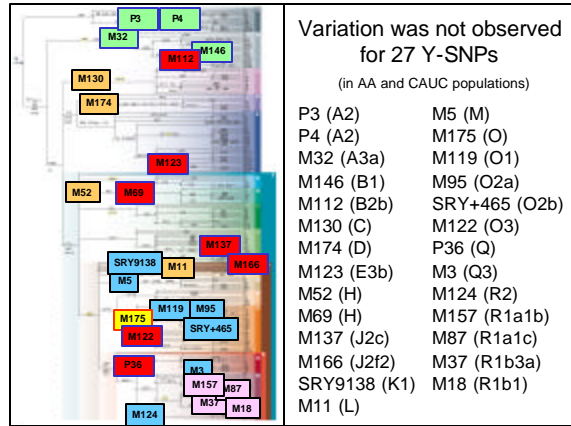 P3
P4
M32
M146
M112
M130
M174
M123
M52
M69
M137
SRY9138
M11
M166
M5
M119
M95
M175
SRY+465
M122
P36
M3
M157
M87
M37
M18
M124
Variation was not observed
for 27 Y-SNPs
(in AA and CAUC populations)
P3 (A2)
P4 (A2)
M32 (A3a)
M146 (B1)
M112 (B2b)
M130 (C)
M174 (D)
M123 (E3b)
M52 (H)
M69 (H)
M137 (J2c)
M166 (J2f2)
SRY9138 (K1)
M11 (L)
M5 (M)
M175 (O)
M119 (O1)
M95 (O2a)
SRY+465 (O2b)
M122 (O3)
P36 (Q)
M3 (Q3)
M124 (R2)
M157 (R1a1b)
M87 (R1a1c)
M37 (R1b3a)
M18 (R1b1)